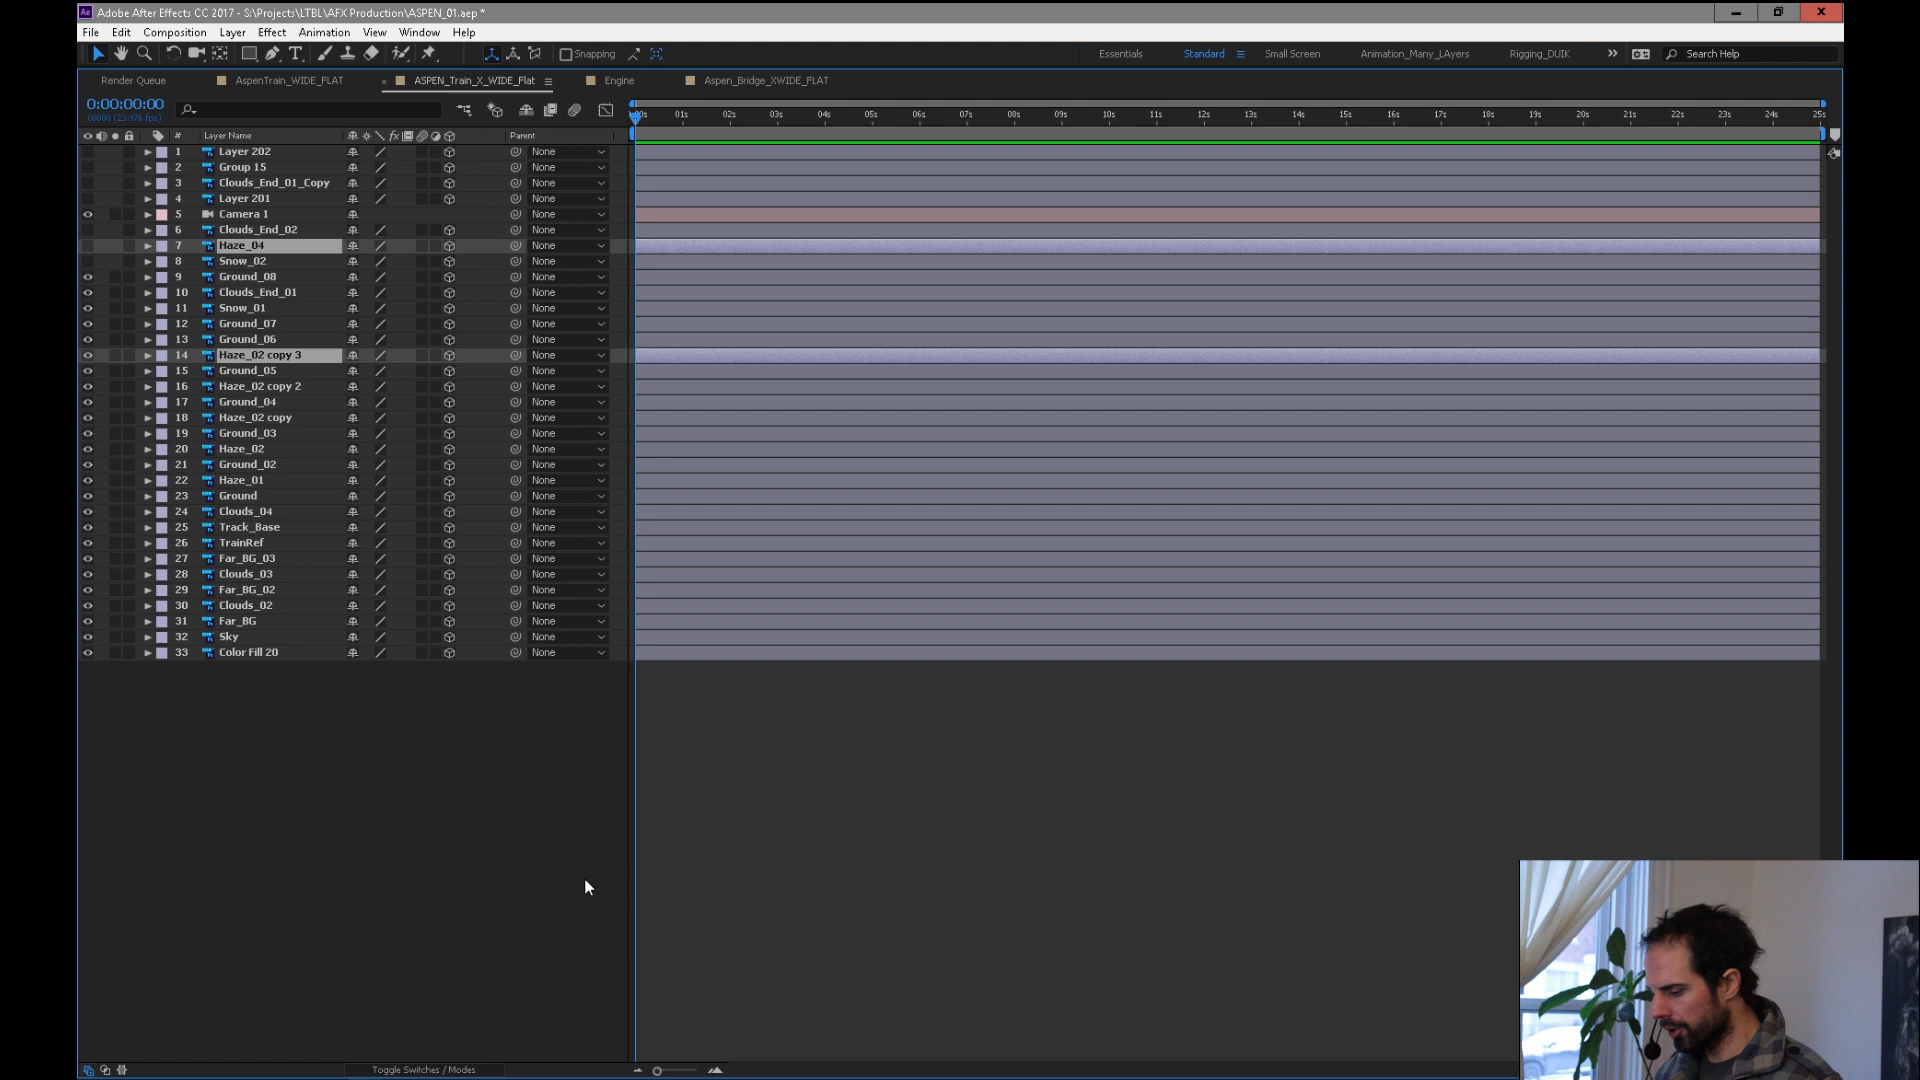 Adobe After Effects CC 2017 - S:\Projects\LTBL\AFX Production\ASPEN_01.aep *
File Edit Composition Layer Effect Animation View Window Help
Snapping Essentials Standard Small Screen Animation_Many_LAyers Rigging_DUIK Search Help
Render Queue AspenTrain_WIDE_FLAT ASPEN_Train_X_WIDE_Flat Engine Aspen_Bridge_XWIDE_FLAT
0:00:00:00
00000 (23.976 fps)
01s 02s 03s 04s 05s 06s 07s 08s 09s 10s 11s 12s 13s 14s 15s 16s 17s 18s 19s 20s 21s 22s 23s 24s 25s
# Layer Name Parent
1 Layer 202 None
2 Group 15 None
3 Clouds_End_01_Copy None
4 Layer 201 None
5 Camera 1 None
6 Clouds_End_02 None
7 Haze_04 None
8 Snow_02 None
9 Ground_08 None
10 Clouds_End_01 None
11 Snow_01 None
12 Ground_07 None
13 Ground_06 None
14 Haze_02 copy 3 None
15 Ground_05 None
16 Haze_02 copy 2 None
17 Ground_04 None
18 Haze_02 copy None
19 Ground_03 None
20 Haze_02 None
21 Ground_02 None
22 Haze_01 None
23 Ground None
24 Clouds_04 None
25 Track_Base None
26 TrainRef None
27 Far_BG_03 None
28 Clouds_03 None
29 Far_BG_02 None
30 Clouds_02 None
31 Far_BG None
32 Sky None
33 Color Fill 20 None
Toggle Switches / Modes